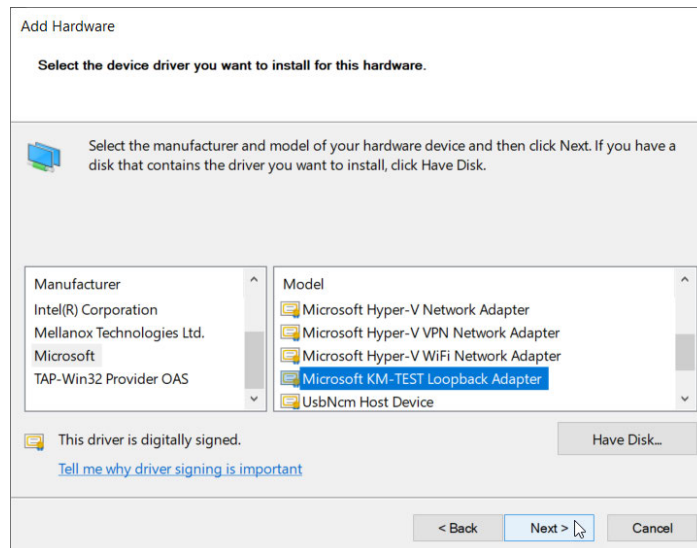 Add Hardware
Select the device driver you want to install for this hardware.
Select the manufacturer and model of your hardware device and then click Next. If you have a
disk that contains the driver you want to install, click Have Disk.
Manufacturer
Intel(R) Corporation
Mellanox Technologies Ltd.
Microsoft
TAP-Win32 Provider OAS
Model
Microsoft Hyper-V Network Adapter
Microsoft Hyper-V VPN Network Adapter
Microsoft Hyper-V WiFi Network Adapter
Microsoft KM-TEST Loopback Adapter
UsbNcm Host Device
This driver is digitally signed.
Have Disk...
Tell me why driver signing is important
< Back
Next >
Cancel